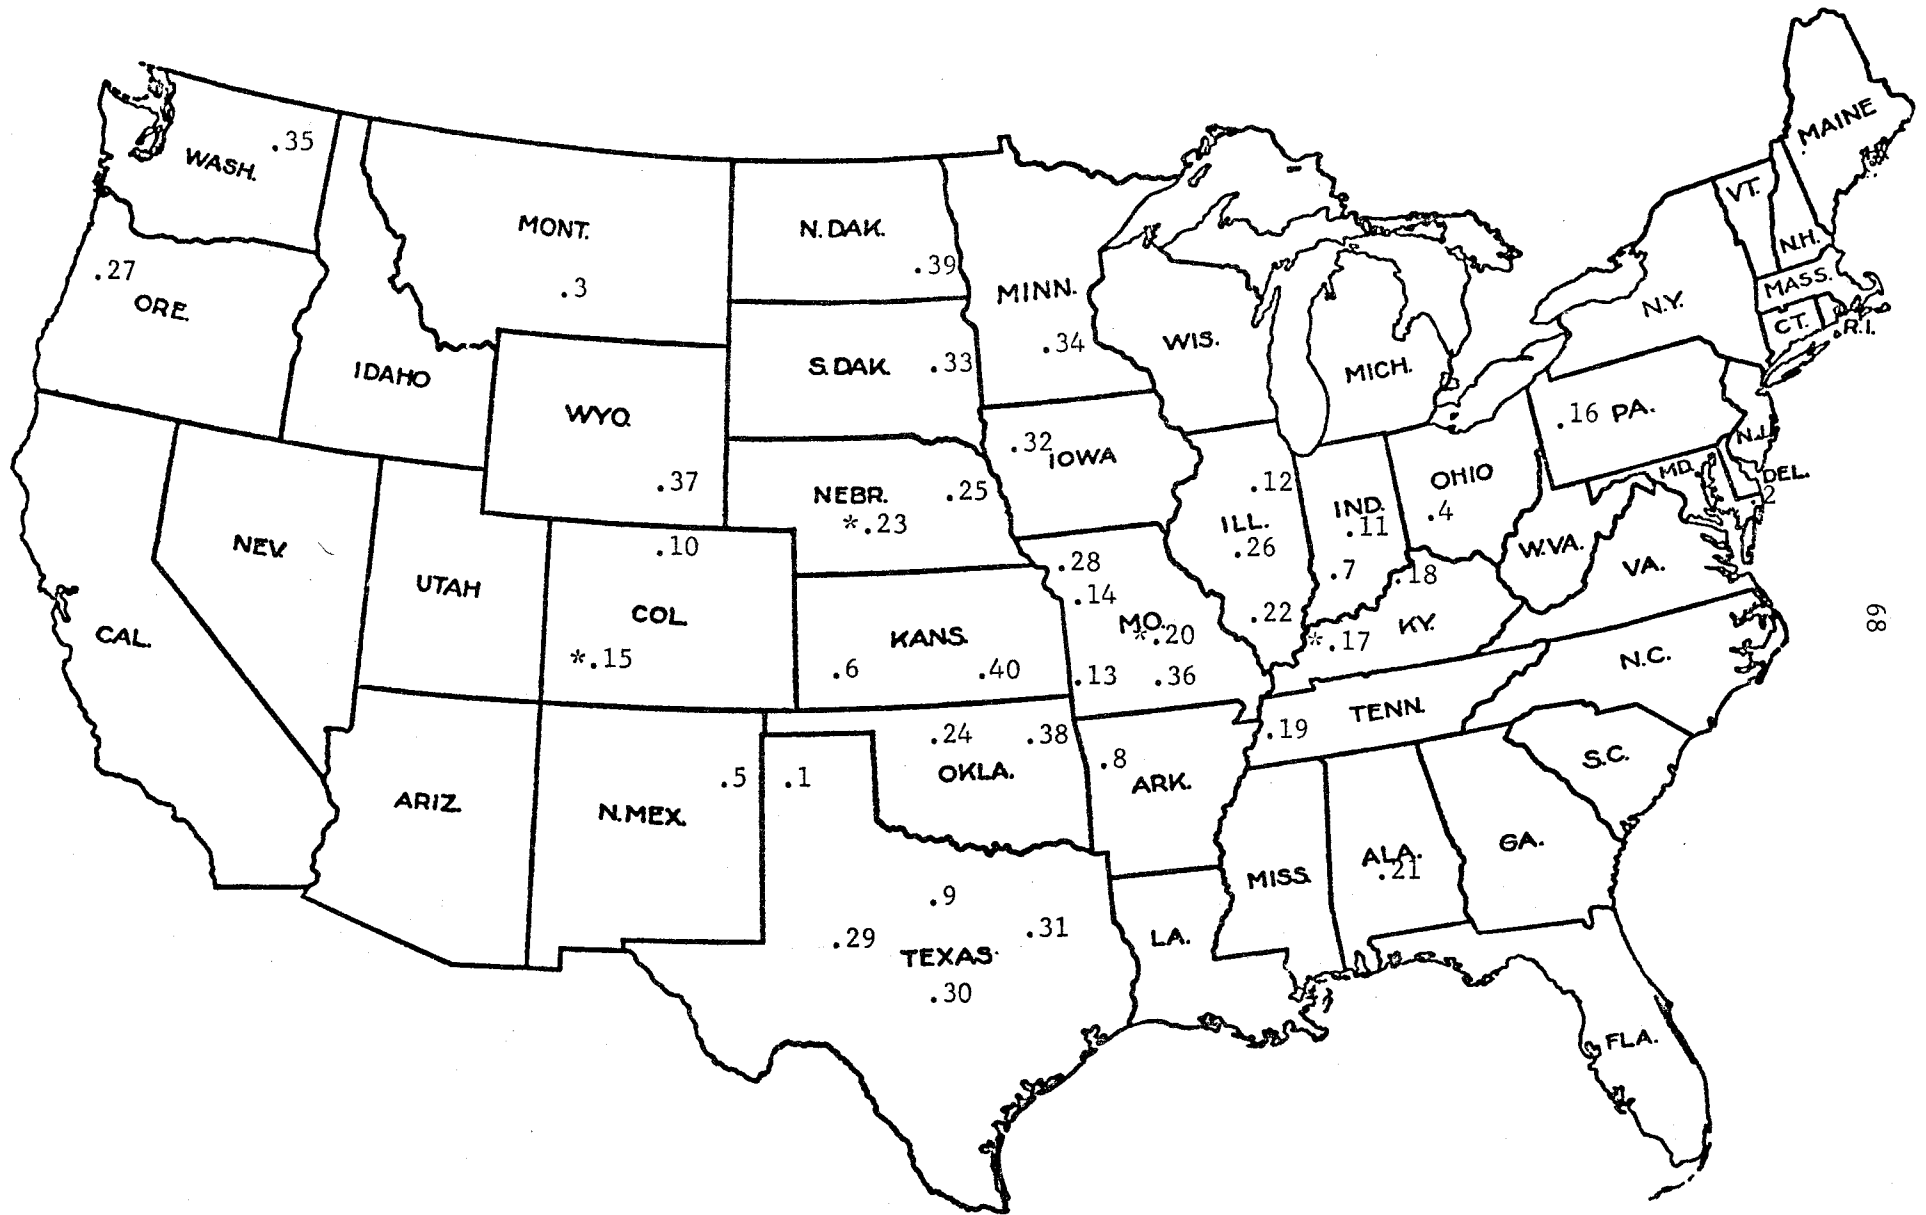 MAINE
.35
WASH.
VT.
MONT.
N.DAK.
N.H.
.27
.39
MASS.
.3
MINN.
ORE.
N.Y.
CT.
R.I.
.34
WIS.
S.DAK.
.33
MICH.
IDAHO
WYO.
.16 PA.
N.J.
.32
IOWA
MD.
DEL.
.2
OHIO
.37
NEBR.
.25
.12
*.23
IND.
.11
.4
ILL.
.26
NEV.
.10
W.VA.
VA.
.28
.7
.18
UTAH
.14
COL.
.22
68
CAL.
KANS.
MO.
*.20
*.17
KY.
*.15
.6
.40
.13
.36
N.C.
TENN.
.19
.24
.38
.5
.1
OKLA.
.8
ARK.
S.C.
ARIZ.
N.MEX.
GA.
ALA.
.21
MISS.
.9
.29
.31
LA.
TEXAS
.30
FLA.